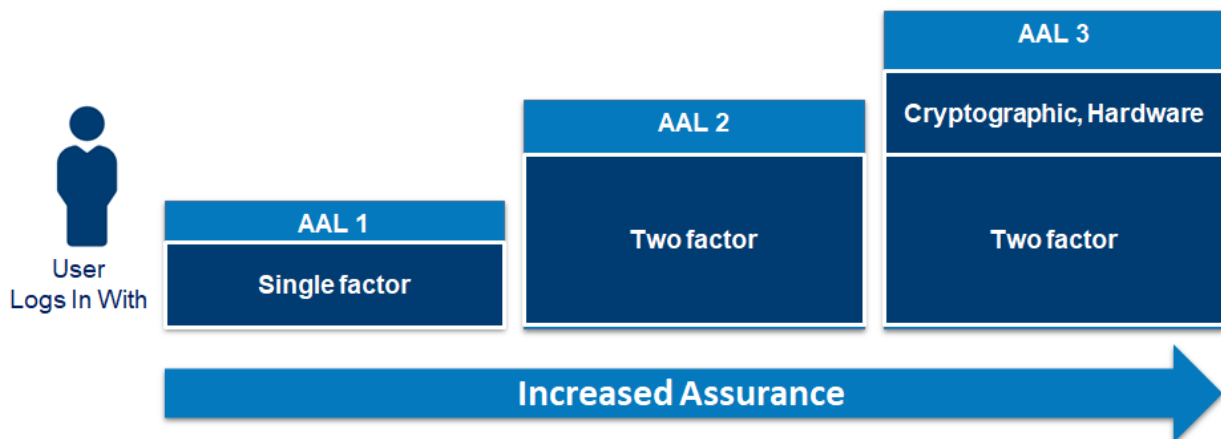 AAL 3
Cryptographic, Hardware
AAL 2
Two factor
Two factor
AAL 1
Single factor
User
Logs In With
Increased Assurance